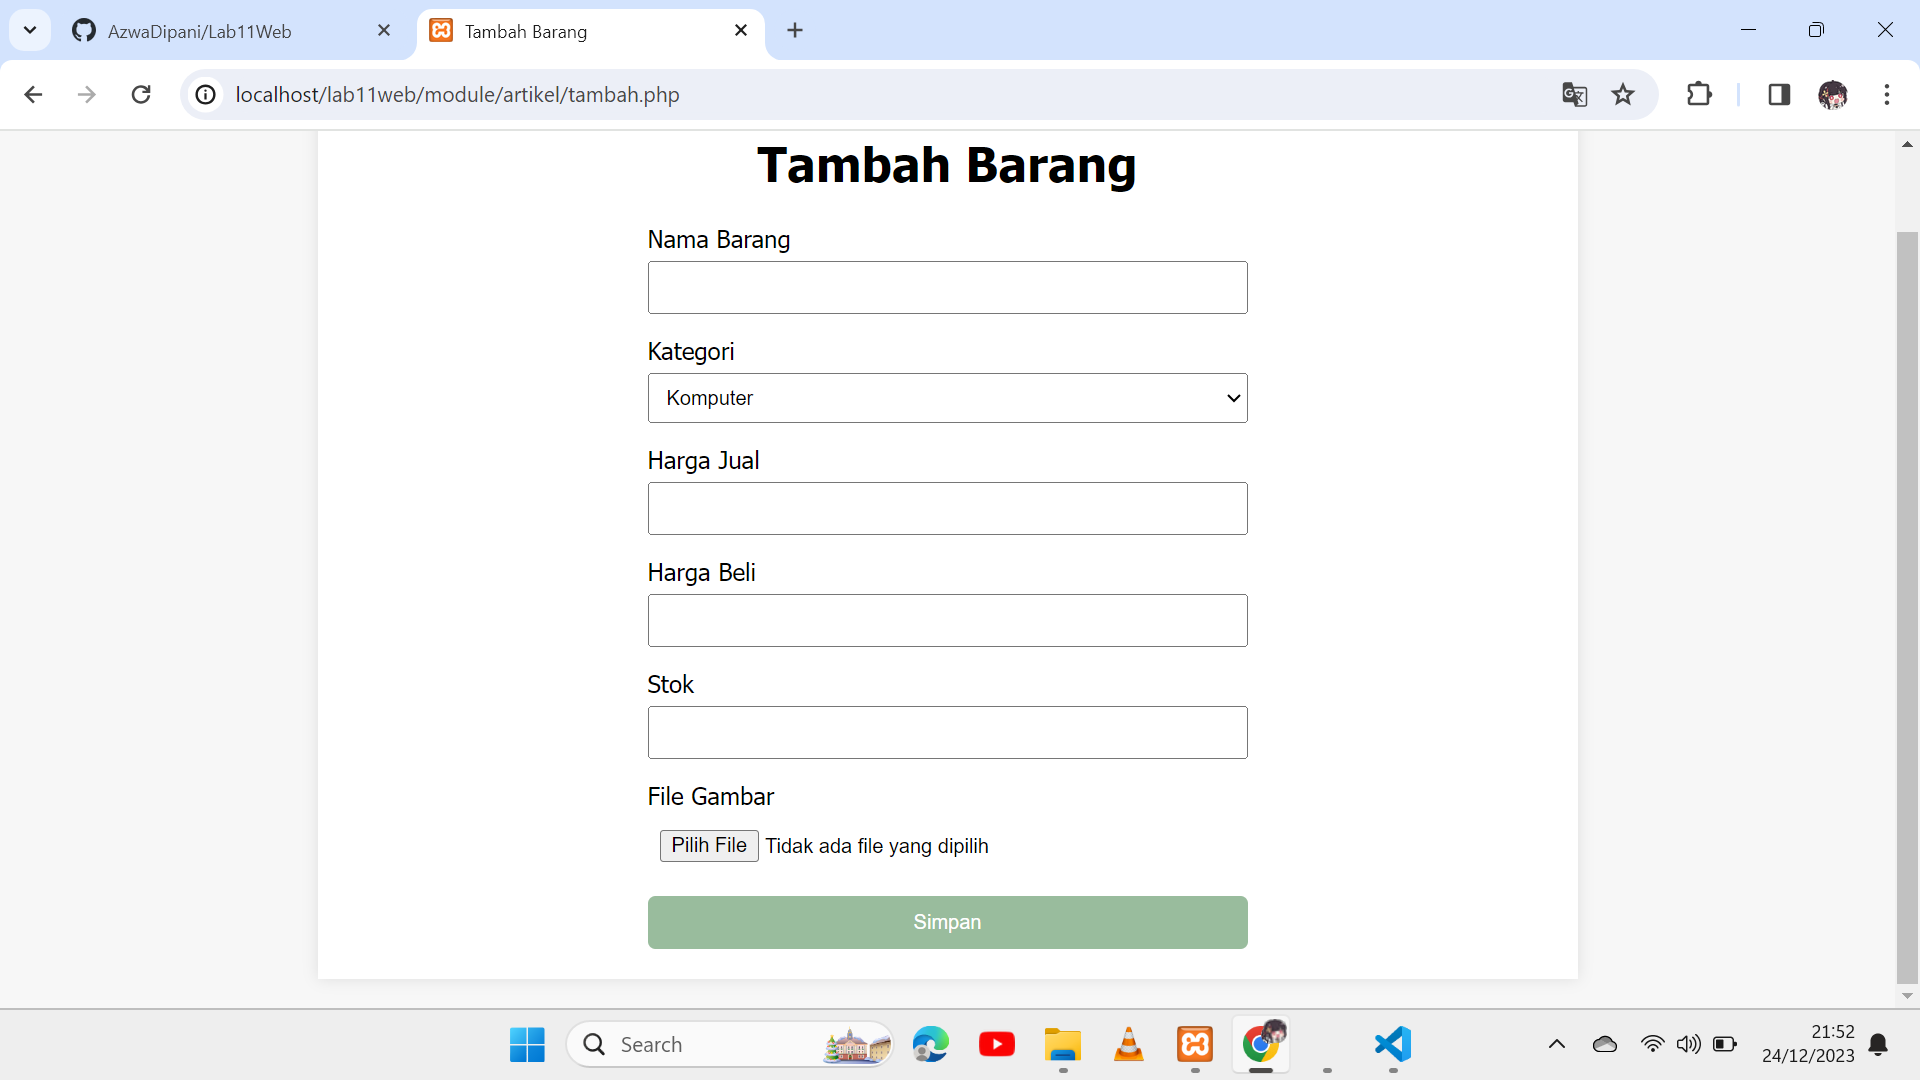 AzwaDipani/Lab11Web
Tambah Barang
localhost/lab11web/module/artikel/tambah.php
Tambah Barang
Nama Barang
Kategori
Komputer
Harga Jual
Harga Beli
Stok
File Gambar
Pilih File Tidak ada file yang dipilih
Simpan
Search
21:52
24/12/2023